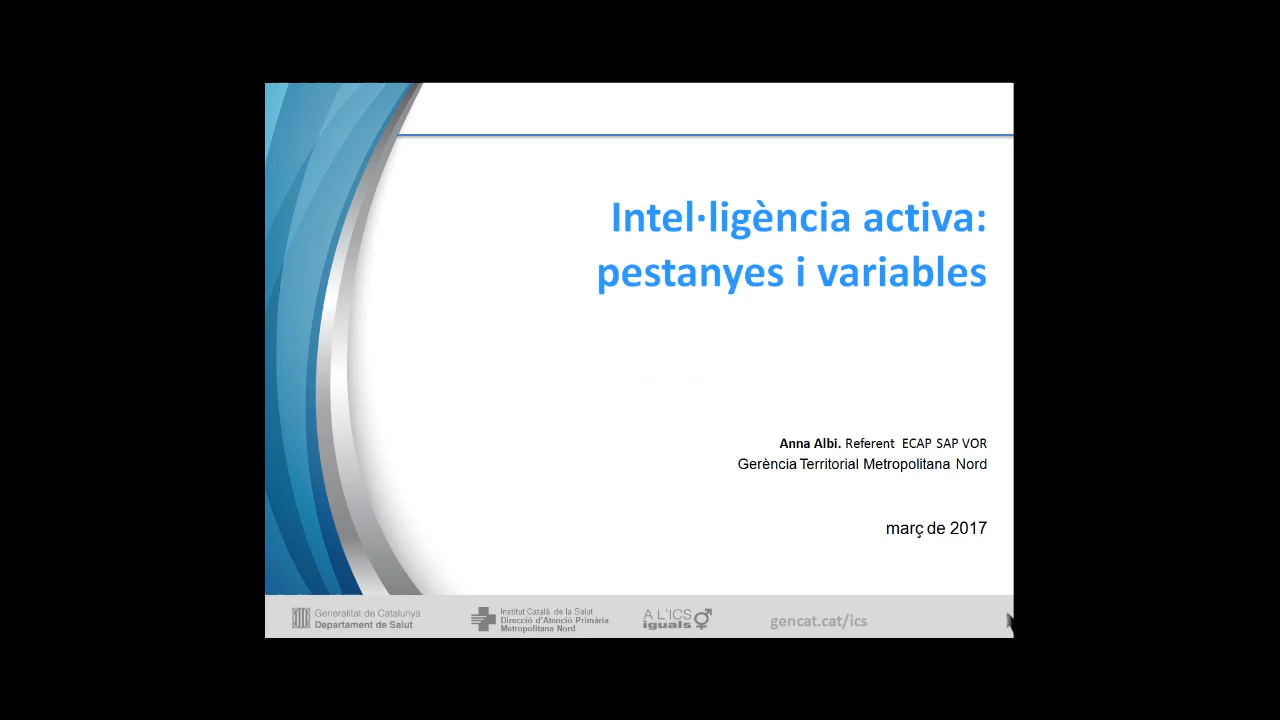 Intel·ligència activa:
pestanyes i variables
Anna Albi. Referent ECAP SAP VOR
Gerència Territorial Metropolitana Nord
març de 2017
Generalitat de Catalunya
Departament de Salut
Institut Català de la Salut
Direcció d'Atenció Primària
Metropolitana Nord
A L'ICS
iguals
gencat.cat/ics